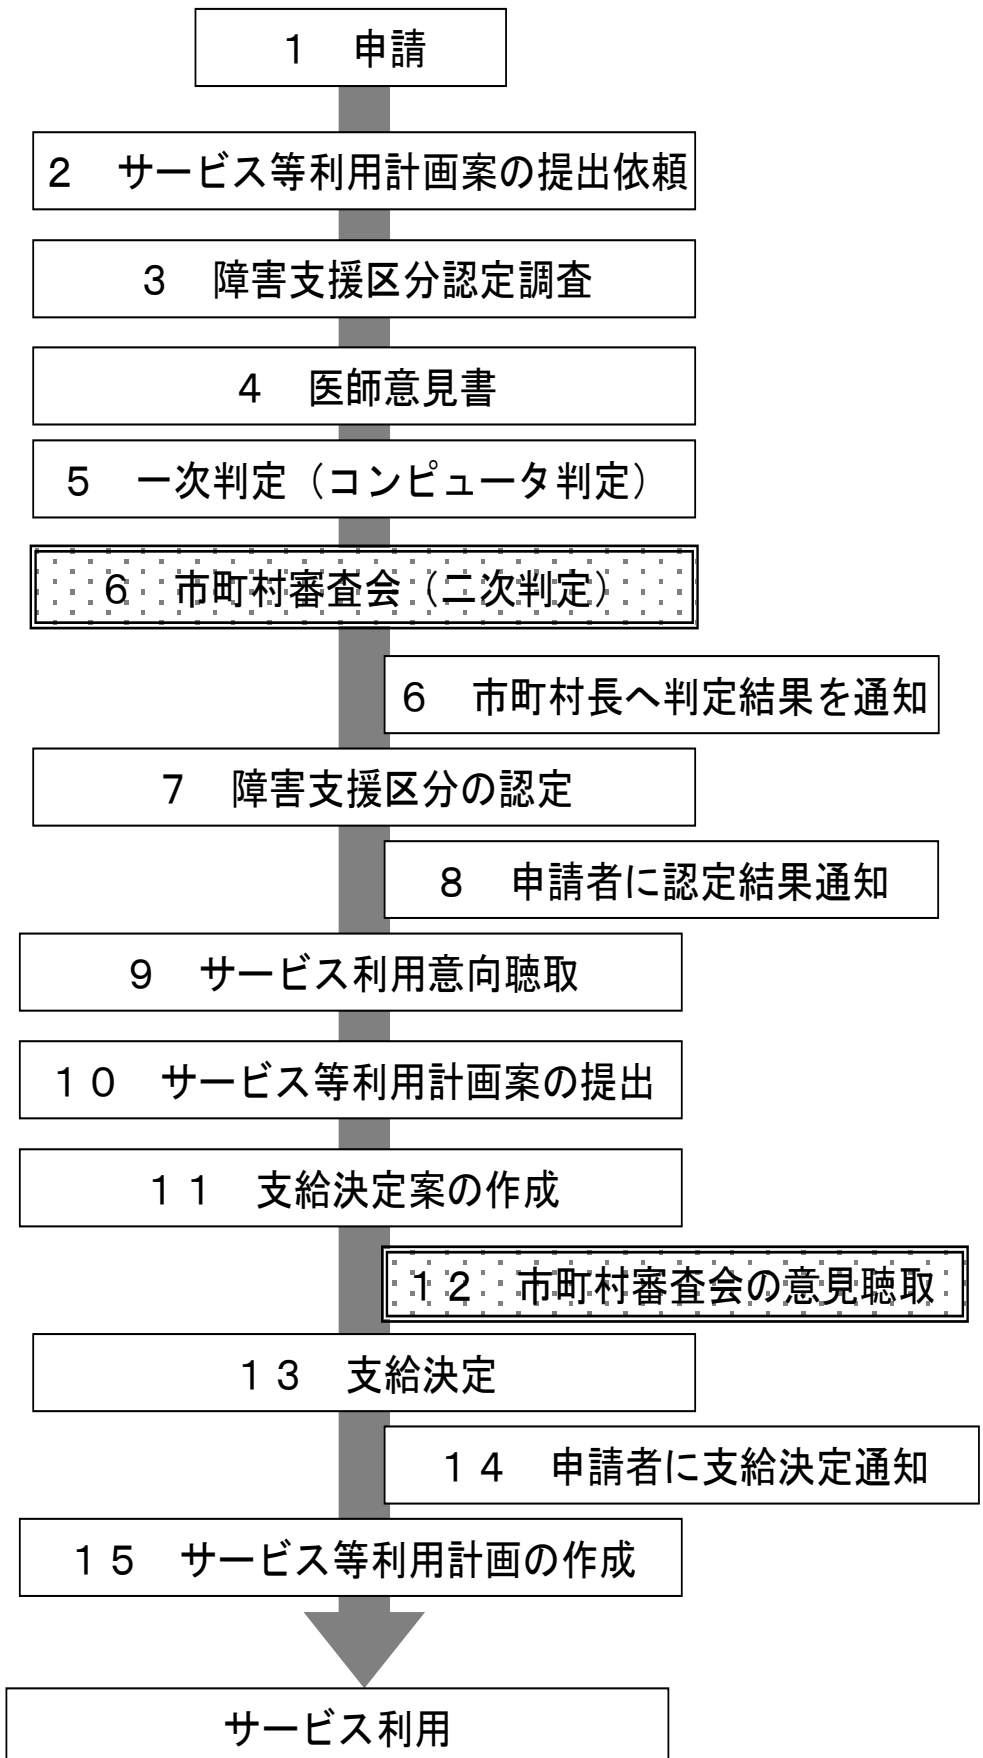 １　申請
２　サービス等利用計画案の提出依頼
３　障害支援区分認定調査
４　医師意見書
５　一次判定（コンピュータ判定）
６　市町村審査会（二次判定）
６　市町村長へ判定結果を通知
７　障害支援区分の認定
８　申請者に認定結果通知
９　サービス利用意向聴取
１０　サービス等利用計画案の提出
１１　支給決定案の作成
１２　市町村審査会の意見聴取
１３　支給決定
１４　申請者に支給決定通知
１５　サービス等利用計画の作成
サービス利用